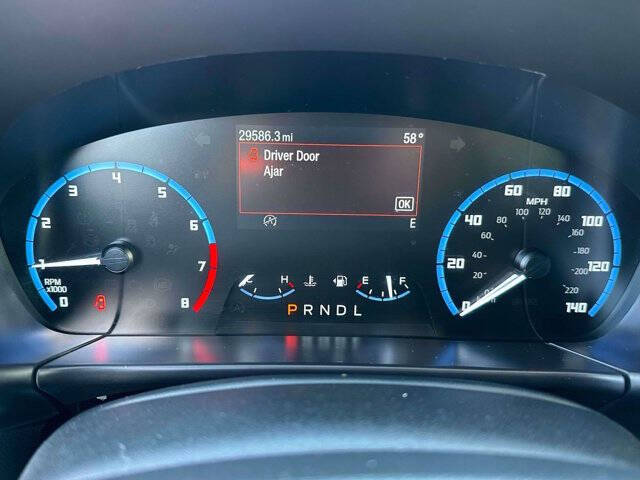 29586.3 mi 58°
Driver Door
Ajar
OK
E
0 1 2 3 4 5 6 7 8
RPM
x1000
C H E F
P R N D L
0 20 40 60 80 100 120 140
MPH
20 40 60 80 100 120 140 160 180 200 220